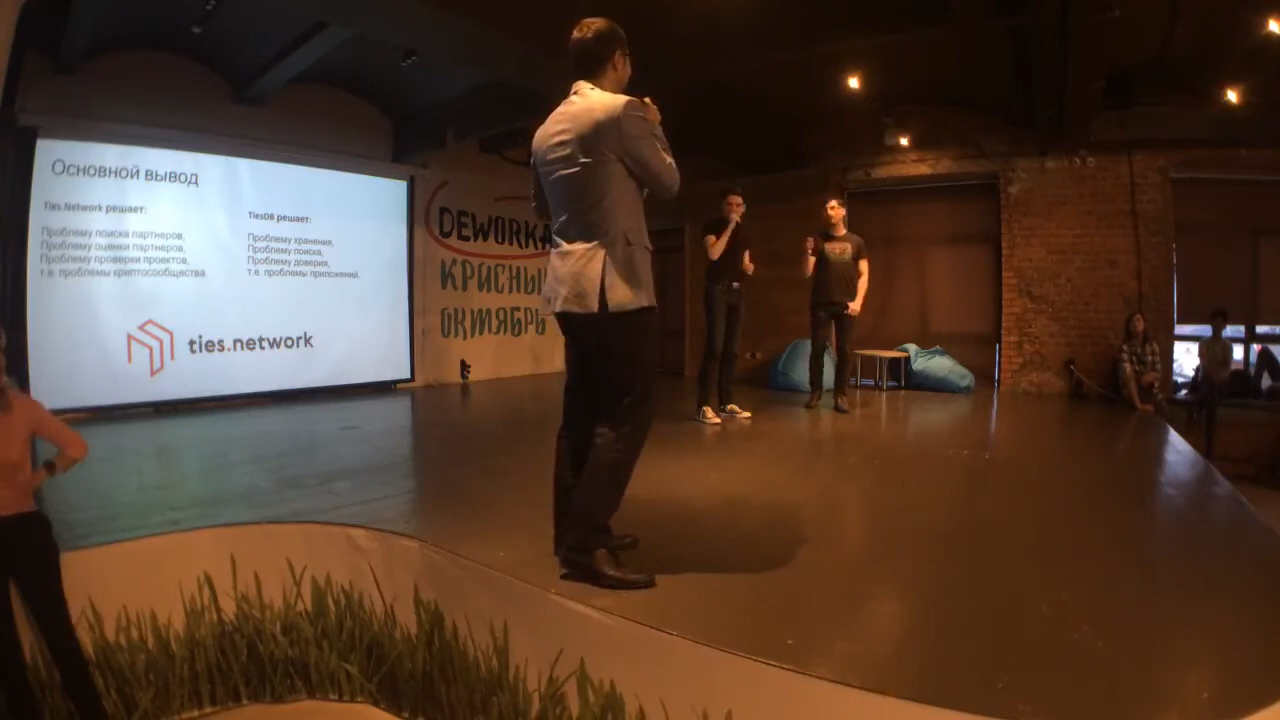 Основной вывод
Ties.Network решает:
Проблему поиска партнеров,
Проблему оценки партнеров,
Проблему проверки проектов,
т.е. проблемы криптосообщества.
TiesDB решает:
Проблему хранения,
Проблему поиска,
Проблему доверия,
т.е. проблемы приложений.
ties.network
DEWORKA
КРАСНЫ
ОКТЯБРЬ